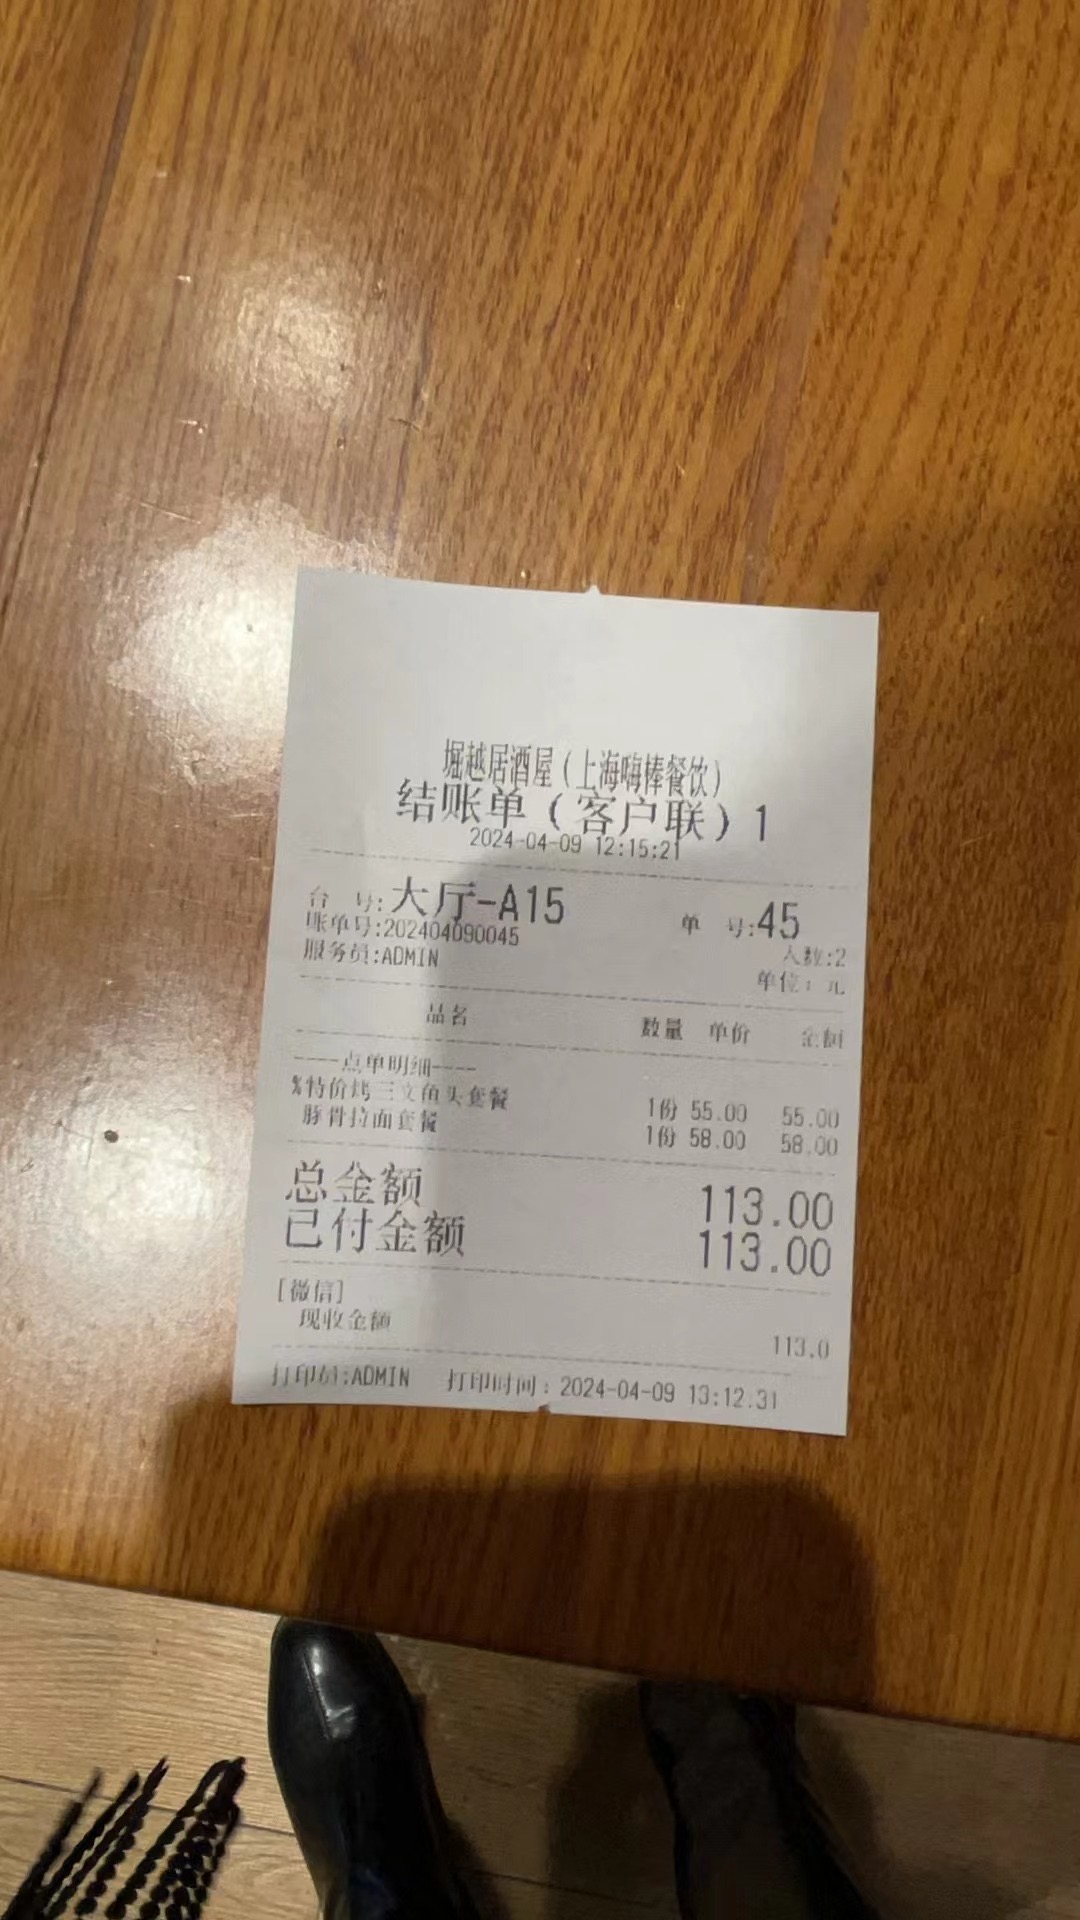 堀越居酒屋（上海嗨棒餐饮）
结账单（客户联）1
2024-04-09 12:15:21
台 号:大厅-A15 单 号:45
账单号:202404090045 人数:2
服务员:ADMIN 单位：元
品名 数量 单价 金额
----点单明细----
%特价烤三文鱼头套餐 1份 55.00 55.00
豚骨拉面套餐 1份 58.00 58.00
总金额 113.00
已付金额 113.00
[微信]
现收金额 113.0
打印员:ADMIN 打印时间：2024-04-09 13:12:31